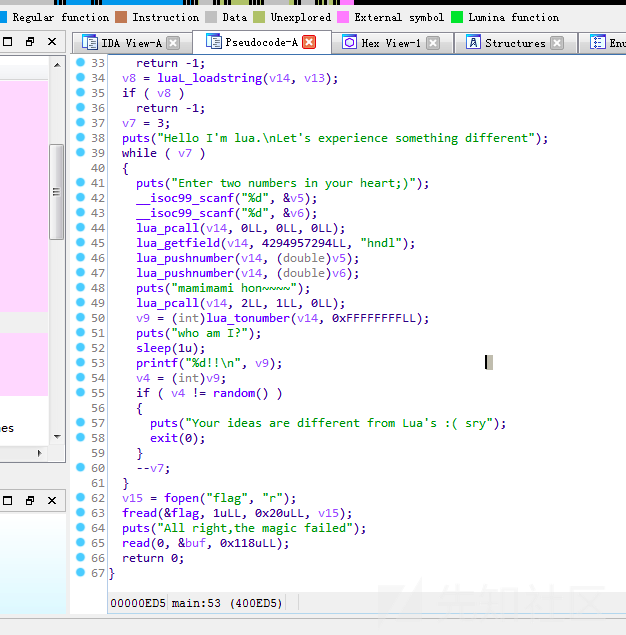 Regular function Instruction Data Unexplored External symbol Lumina function
IDA View-A Pseudocode-A Hex View-1 Structures Enu
33 return -1;
34 v8 = luaL_loadstring(v14, v13);
35 if ( v8 )
36 return -1;
37 v7 = 3;
38 puts("Hello I'm lua.\nLet's experience something different");
39 while ( v7 )
40 {
41 puts("Enter two numbers in your heart;)");
42 __isoc99_scanf("%d", &v5);
43 __isoc99_scanf("%d", &v6);
44 lua_pcall(v14, 0LL, 0LL, 0LL);
45 lua_getfield(v14, 4294957294LL, "hndl");
46 lua_pushnumber(v14, (double)v5);
47 lua_pushnumber(v14, (double)v6);
48 puts("mamimami hon~~~~");
49 lua_pcall(v14, 2LL, 1LL, 0LL);
50 v9 = (int)lua_tonumber(v14, 0xFFFFFFFFLL);
51 puts("who am I?");
52 sleep(1u);
53 printf("%d!!\n", v9);
54 v4 = (int)v9;
55 if ( v4 != random() )
56 {
57 puts("Your ideas are different from Lua's :( sry");
58 exit(0);
59 }
60 --v7;
61 }
62 v15 = fopen("flag", "r");
63 fread(&flag, 1uLL, 0x20uLL, v15);
64 puts("All right,the magic failed");
65 read(0, &buf, 0x118uLL);
66 return 0;
67 }
es
00000ED5 main:53 (400ED5)
先知社区